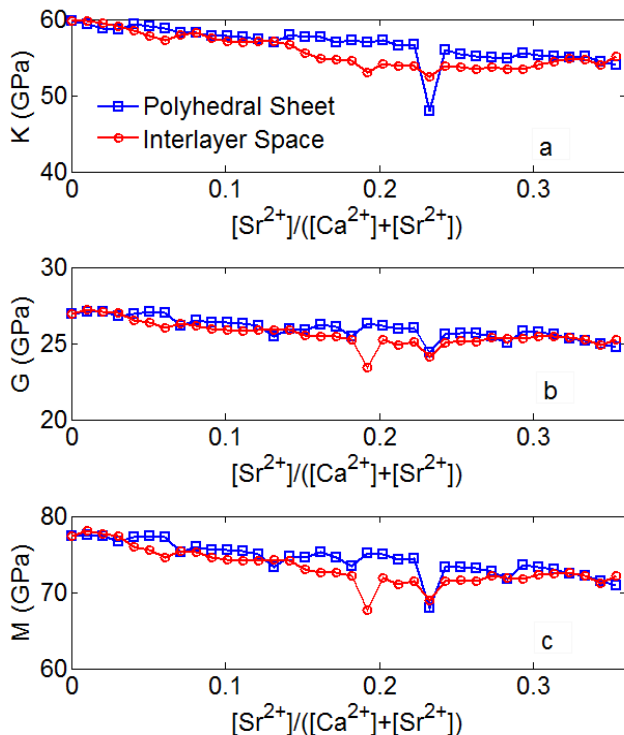 60
50
40
K (GPa)
Polyhedral Sheet
Interlayer Space
a
0 0.1 0.2 0.3
[Sr²⁺]/([Ca²⁺]+[Sr²⁺])
30
25
20
G (GPa)
b
0 0.1 0.2 0.3
[Sr²⁺]/([Ca²⁺]+[Sr²⁺])
80
70
60
M (GPa)
c
0 0.1 0.2 0.3
[Sr²⁺]/([Ca²⁺]+[Sr²⁺])